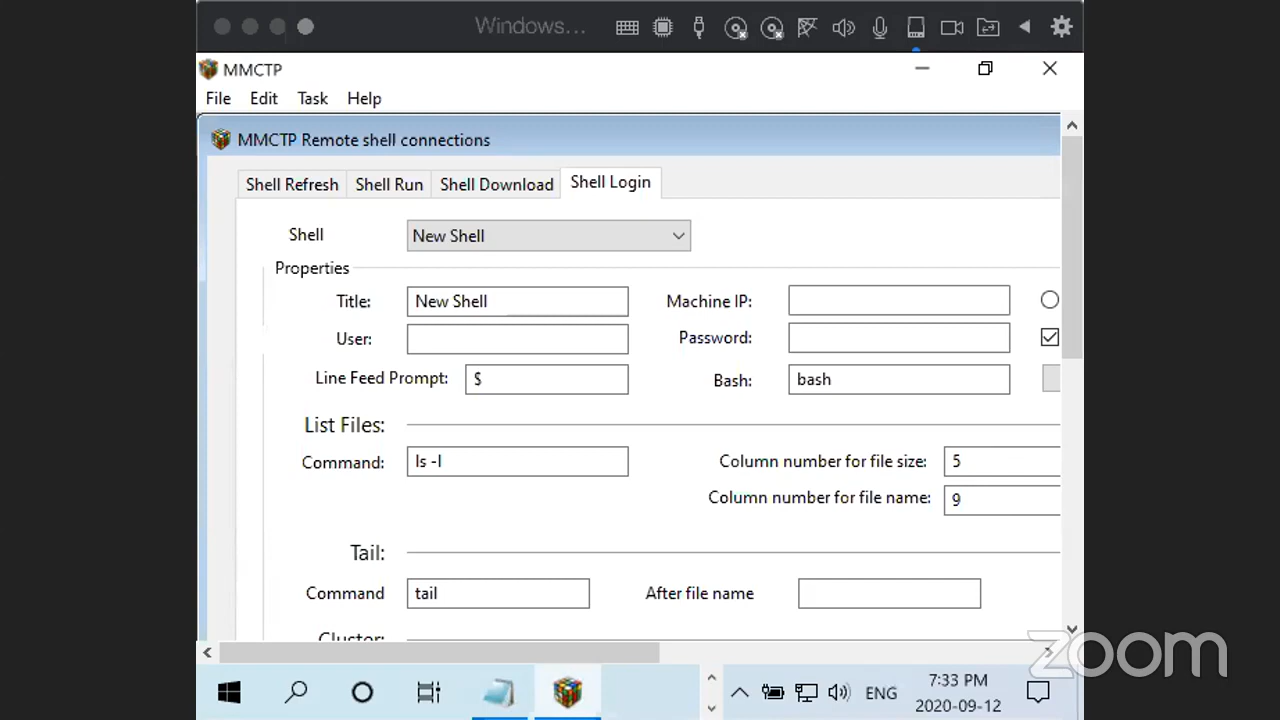 Windows...
MMCTP
File Edit Task Help
MMCTP Remote shell connections
Shell Refresh Shell Run Shell Download Shell Login
Shell New Shell
Properties
Title: New Shell Machine IP:
User: Password:
Line Feed Prompt: $ Bash: bash
List Files:
Command: ls -l Column number for file size: 5
Column number for file name: 9
Tail:
Command tail After file name
Cluster:
zoom
ENG 7:33 PM
2020-09-12